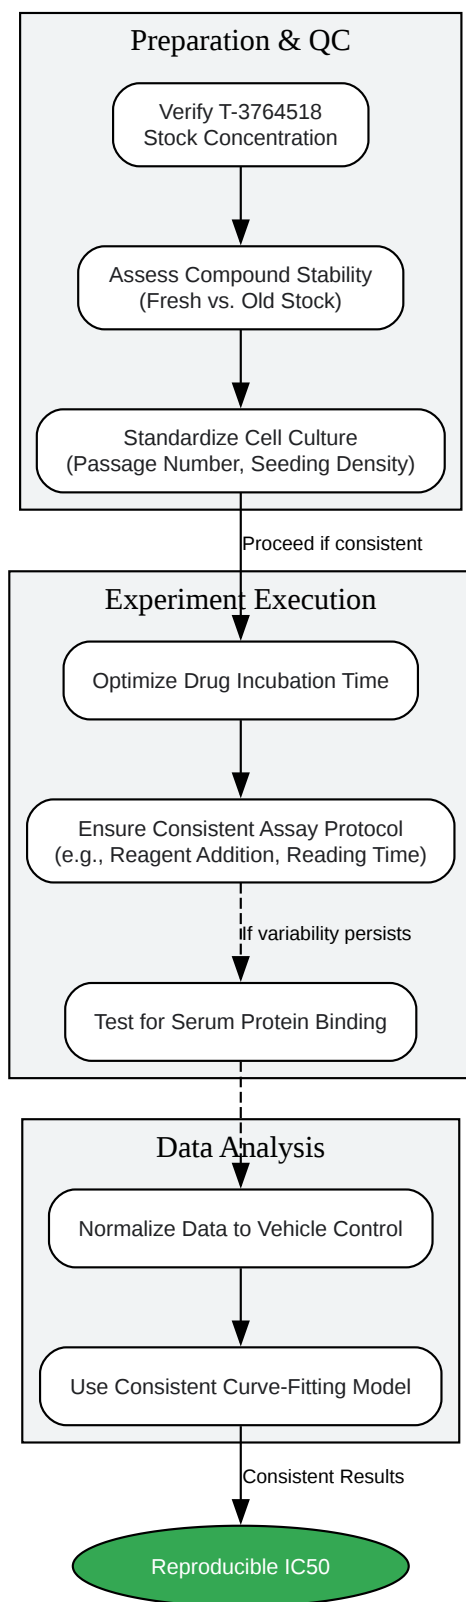 Preparation & QC
Verify T-3764518
Stock Concentration
Assess Compound Stability
(Fresh vs. Old Stock)
Standardize Cell Culture
(Passage Number, Seeding Density)
Proceed if consistent
Experiment Execution
Optimize Drug Incubation Time
Ensure Consistent Assay Protocol
(e.g., Reagent Addition, Reading Time)
If variability persists
Test for Serum Protein Binding
Data Analysis
Normalize Data to Vehicle Control
Use Consistent Curve-Fitting Model
Consistent Results
Reproducible IC50